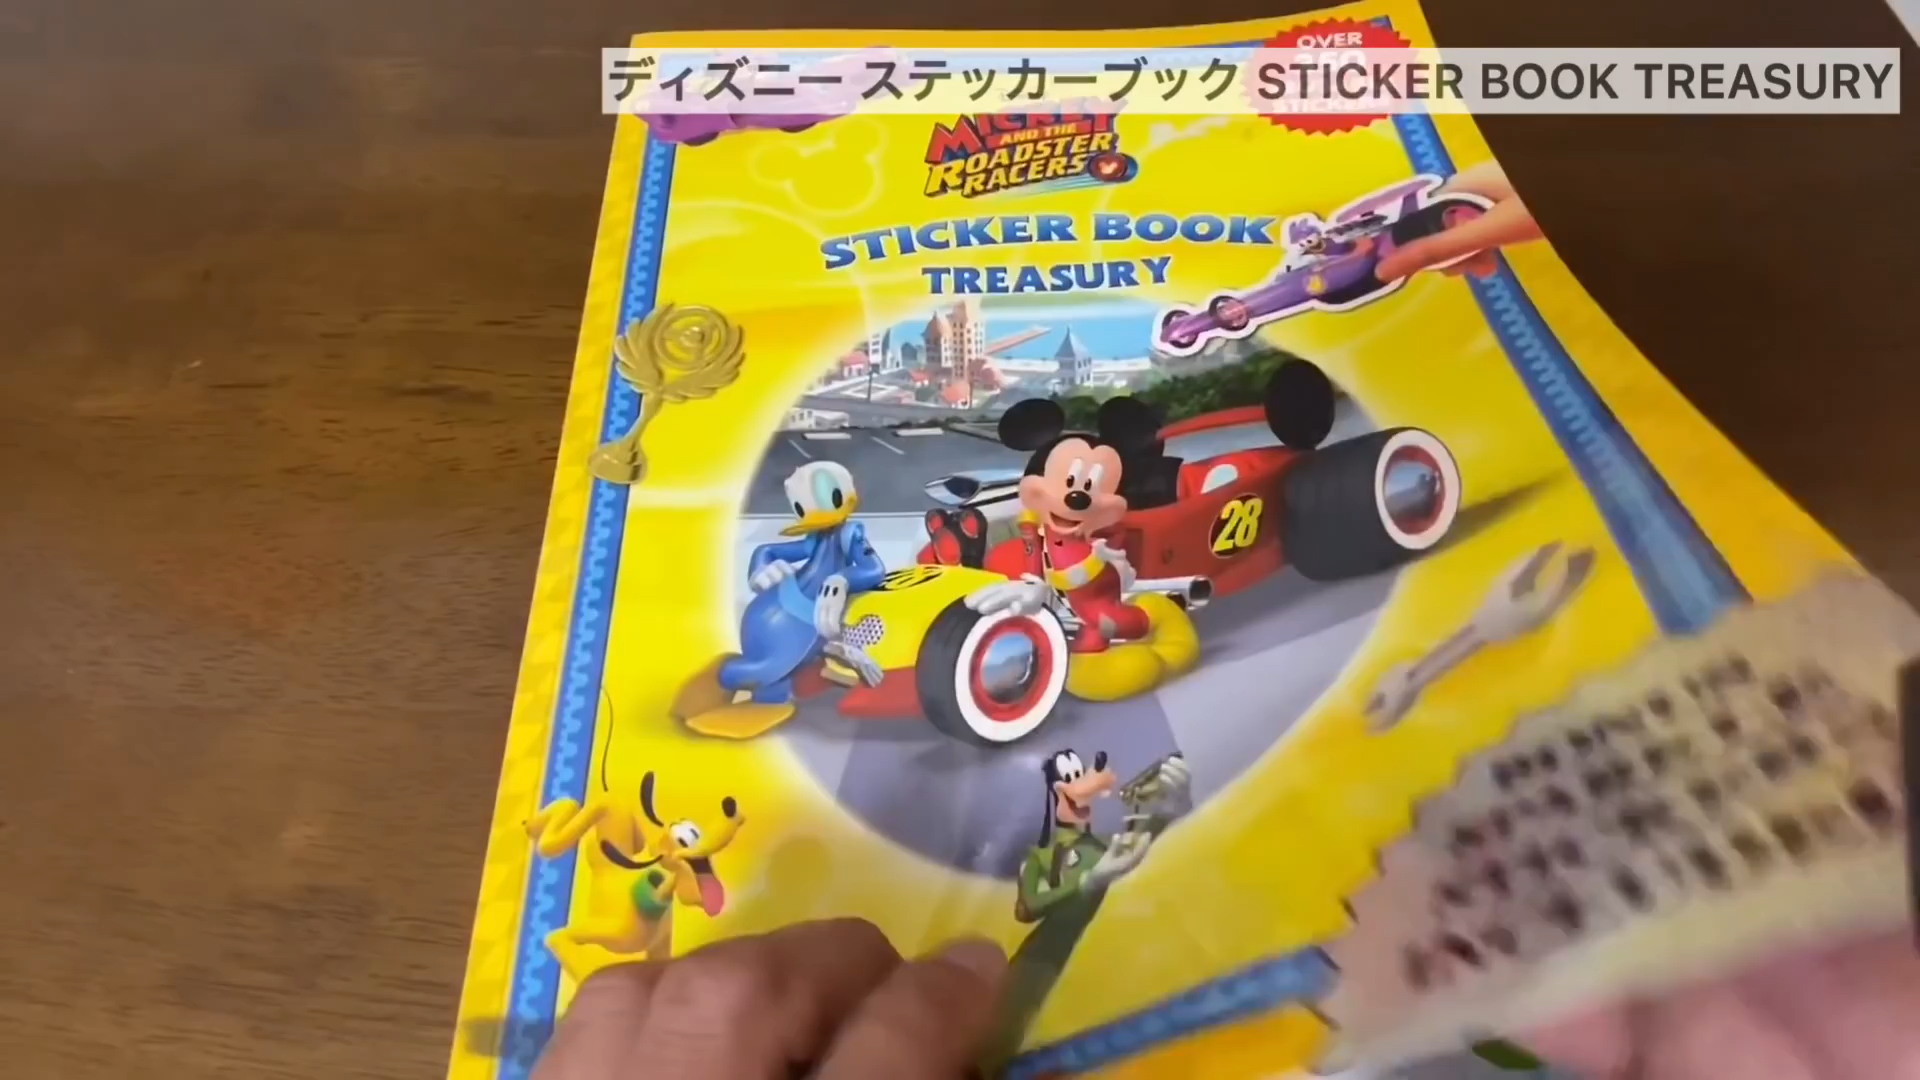 ディズニー ステッカーブック STICKER BOOK TREASURY
OVER
MICKEY
AND THE
ROADSTER
RACERS
STICKER BOOK
TREASURY
28